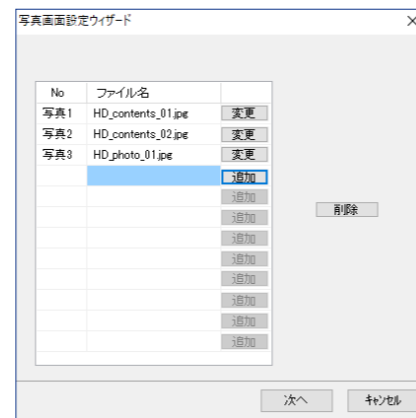 写真画面設定ウィザード ×
No ファイル名
写真1 HD_contents_01.jpg 変更
写真2 HD_contents_02.jpg 変更
写真3 HD_photo_01.jpg 変更
追加
追加
追加
追加
追加
追加
追加
追加
追加
削除
次へ キャンセル